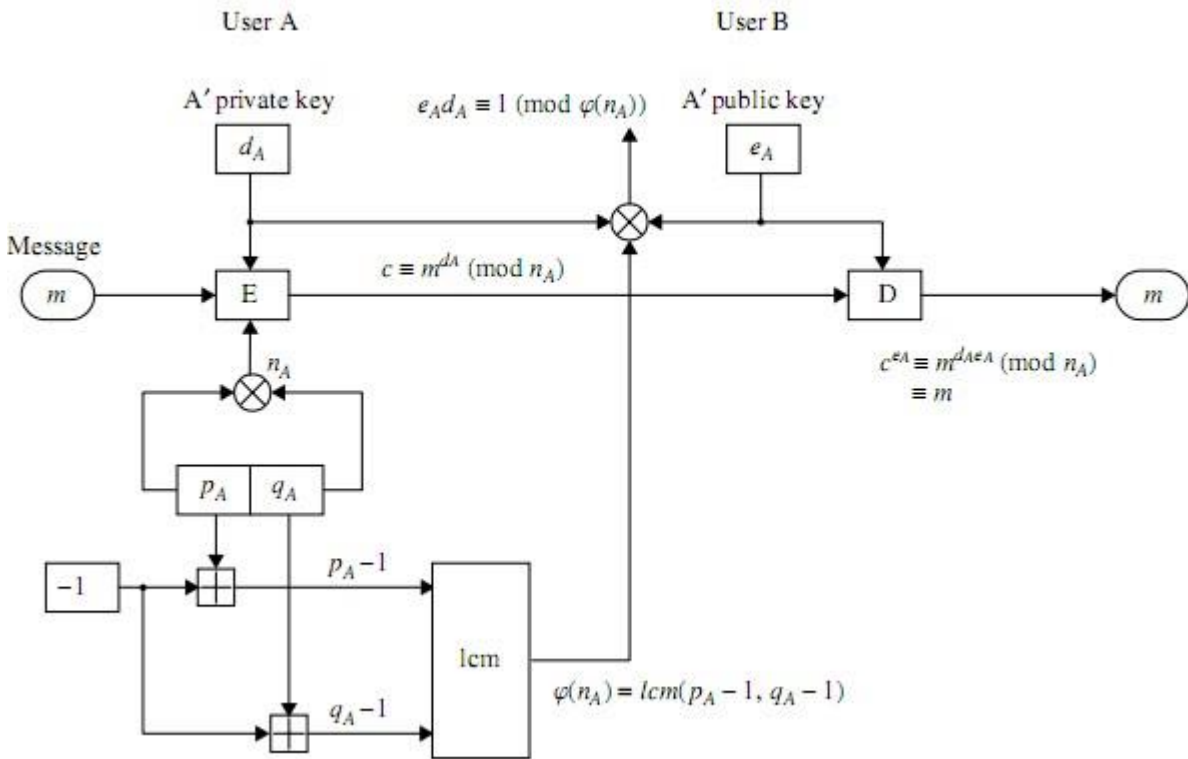 User A
User B
A′ private key
e_A d_A ≡ 1 (mod φ(n_A))
A′ public key
d_A
e_A
Message
m
E
c ≡ m^{d_A} (mod n_A)
D
m
n_A
c^{e_A} ≡ m^{d_A e_A} (mod n_A)
≡ m
p_A
q_A
−1
p_A −1
lcm
φ(n_A) = lcm(p_A − 1, q_A − 1)
q_A −1